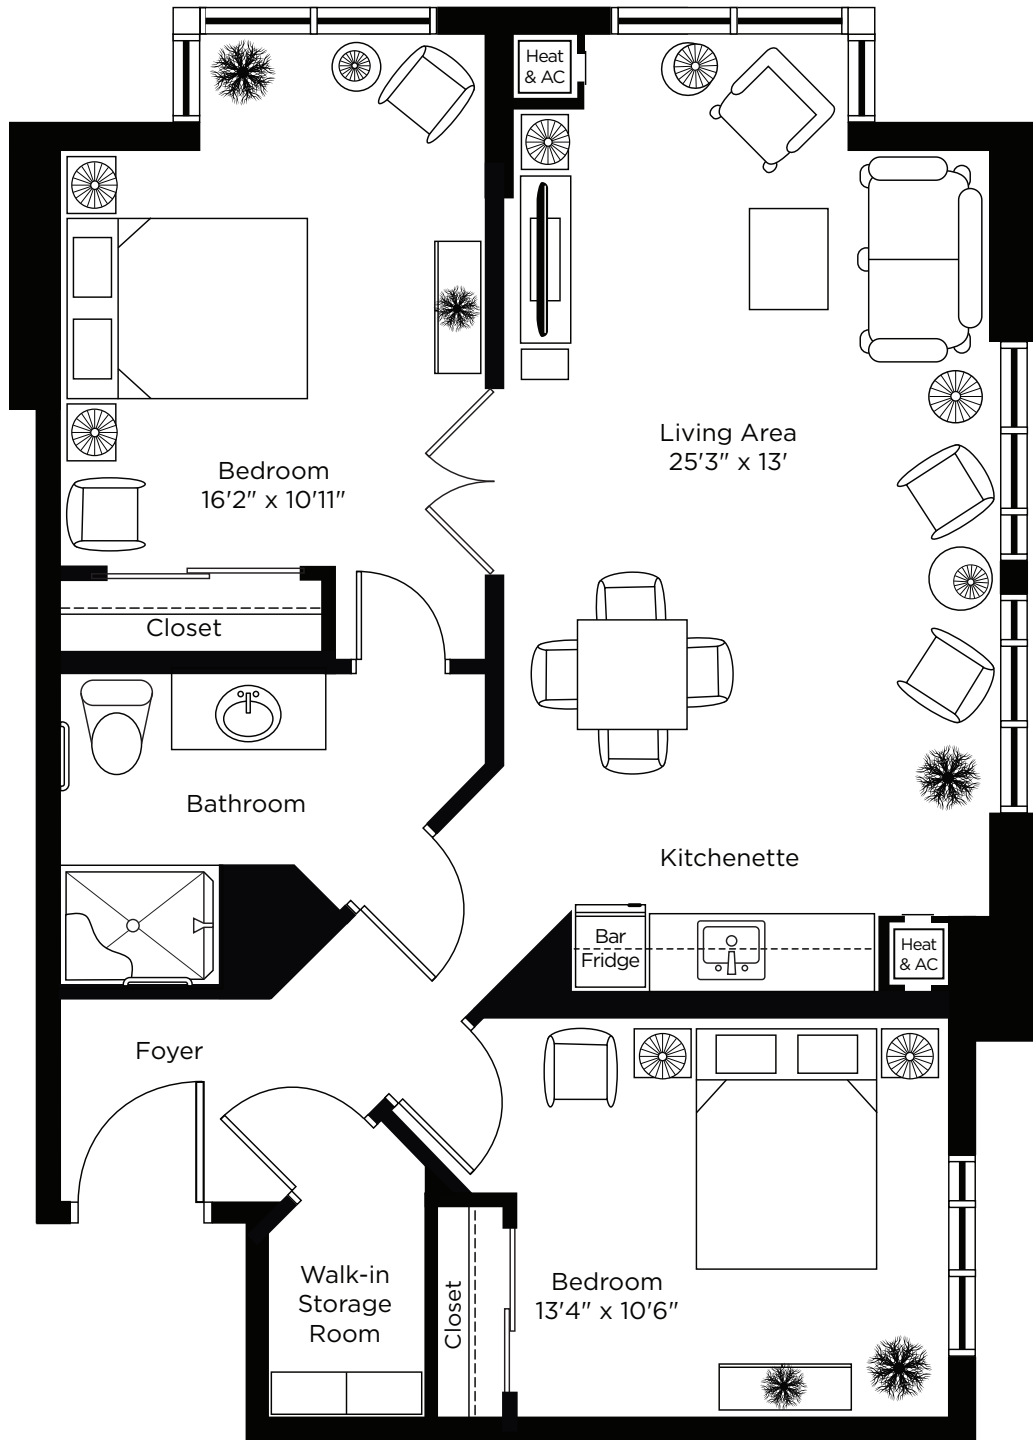 Heat
& AC
Living Area
25'3" x 13'
Bedroom
16'2" x 10'11"
Closet
Bathroom
Kitchenette
Bar
Fridge
Heat
& AC
Foyer
Walk-in
Storage
Room
Closet
Bedroom
13'4" x 10'6"